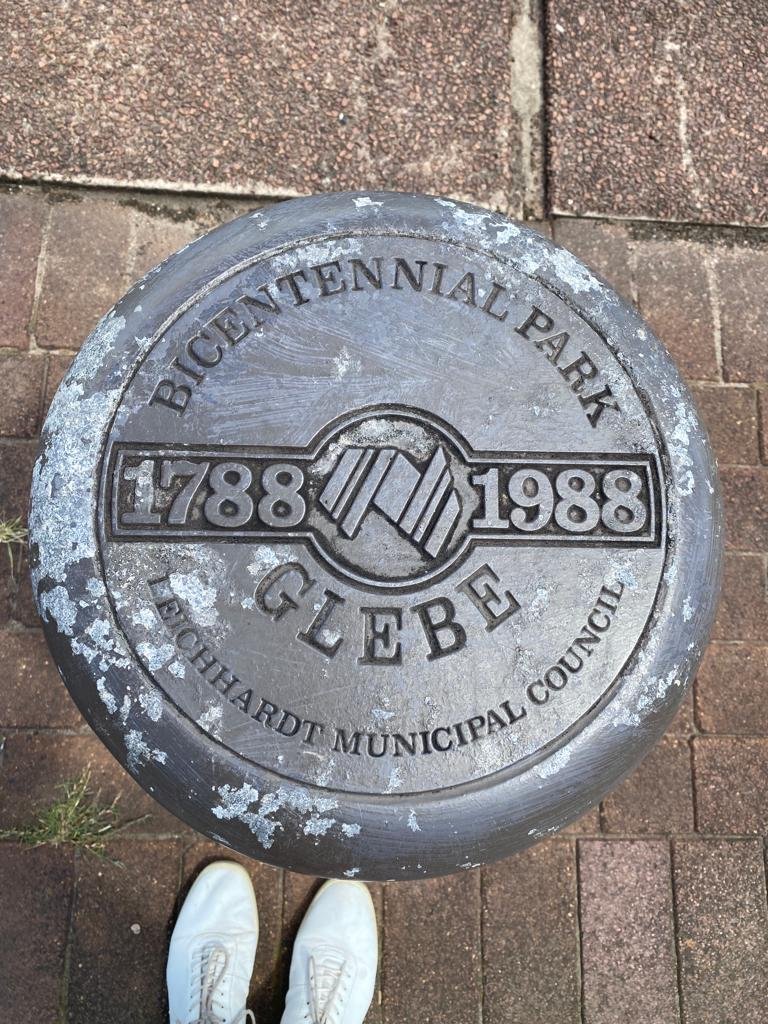 BICENTENNIAL PARK
1788 1988
GLEBE
LEICHHARDT MUNICIPAL COUNCIL